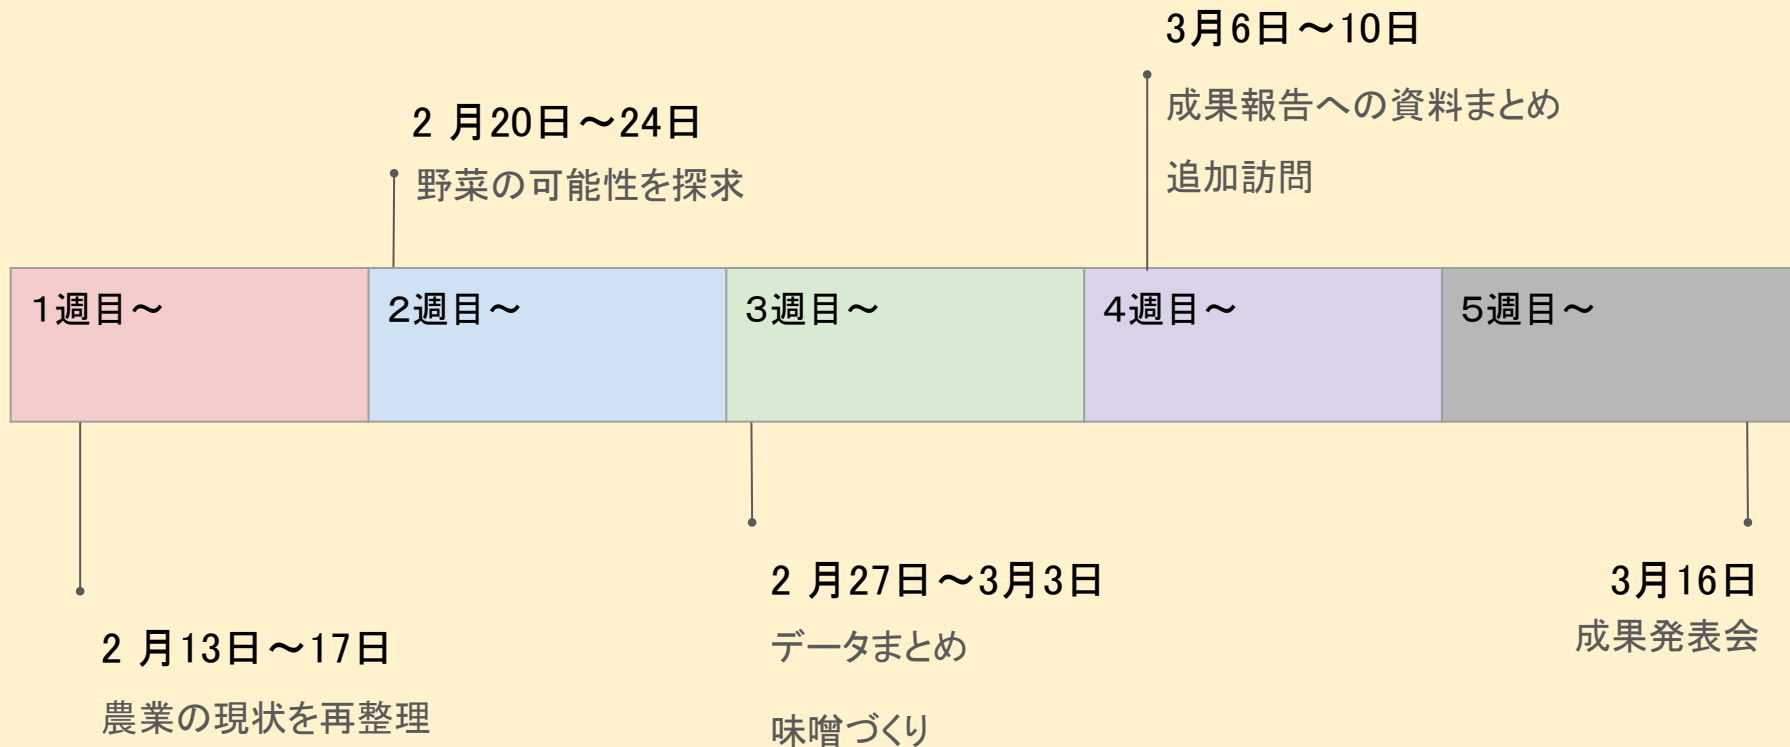 3月6日～10日
成果報告への資料まとめ
追加訪問
2 月20日～24日
野菜の可能性を探求
1週目～
2週目～
3週目～
4週目～
5週目～
2 月13日～17日
農業の現状を再整理
2 月27日～3月3日
データまとめ
味噌づくり
3月16日
成果発表会